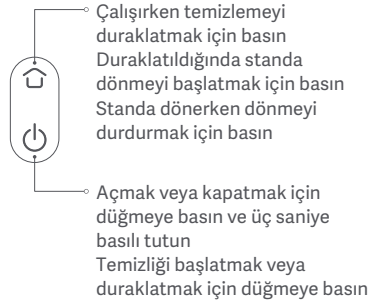 Çalışırken temizlemeyi
duraklatmak için basın
Duraklatıldığında standa
dönmeyi başlatmak için basın
Standa dönerken dönmeyi
durdurmak için basın
Açmak veya kapatmak için
düğmeye basın ve üç saniye
basılı tutun
Temizliği başlatmak veya
duraklatmak için düğmeye basın